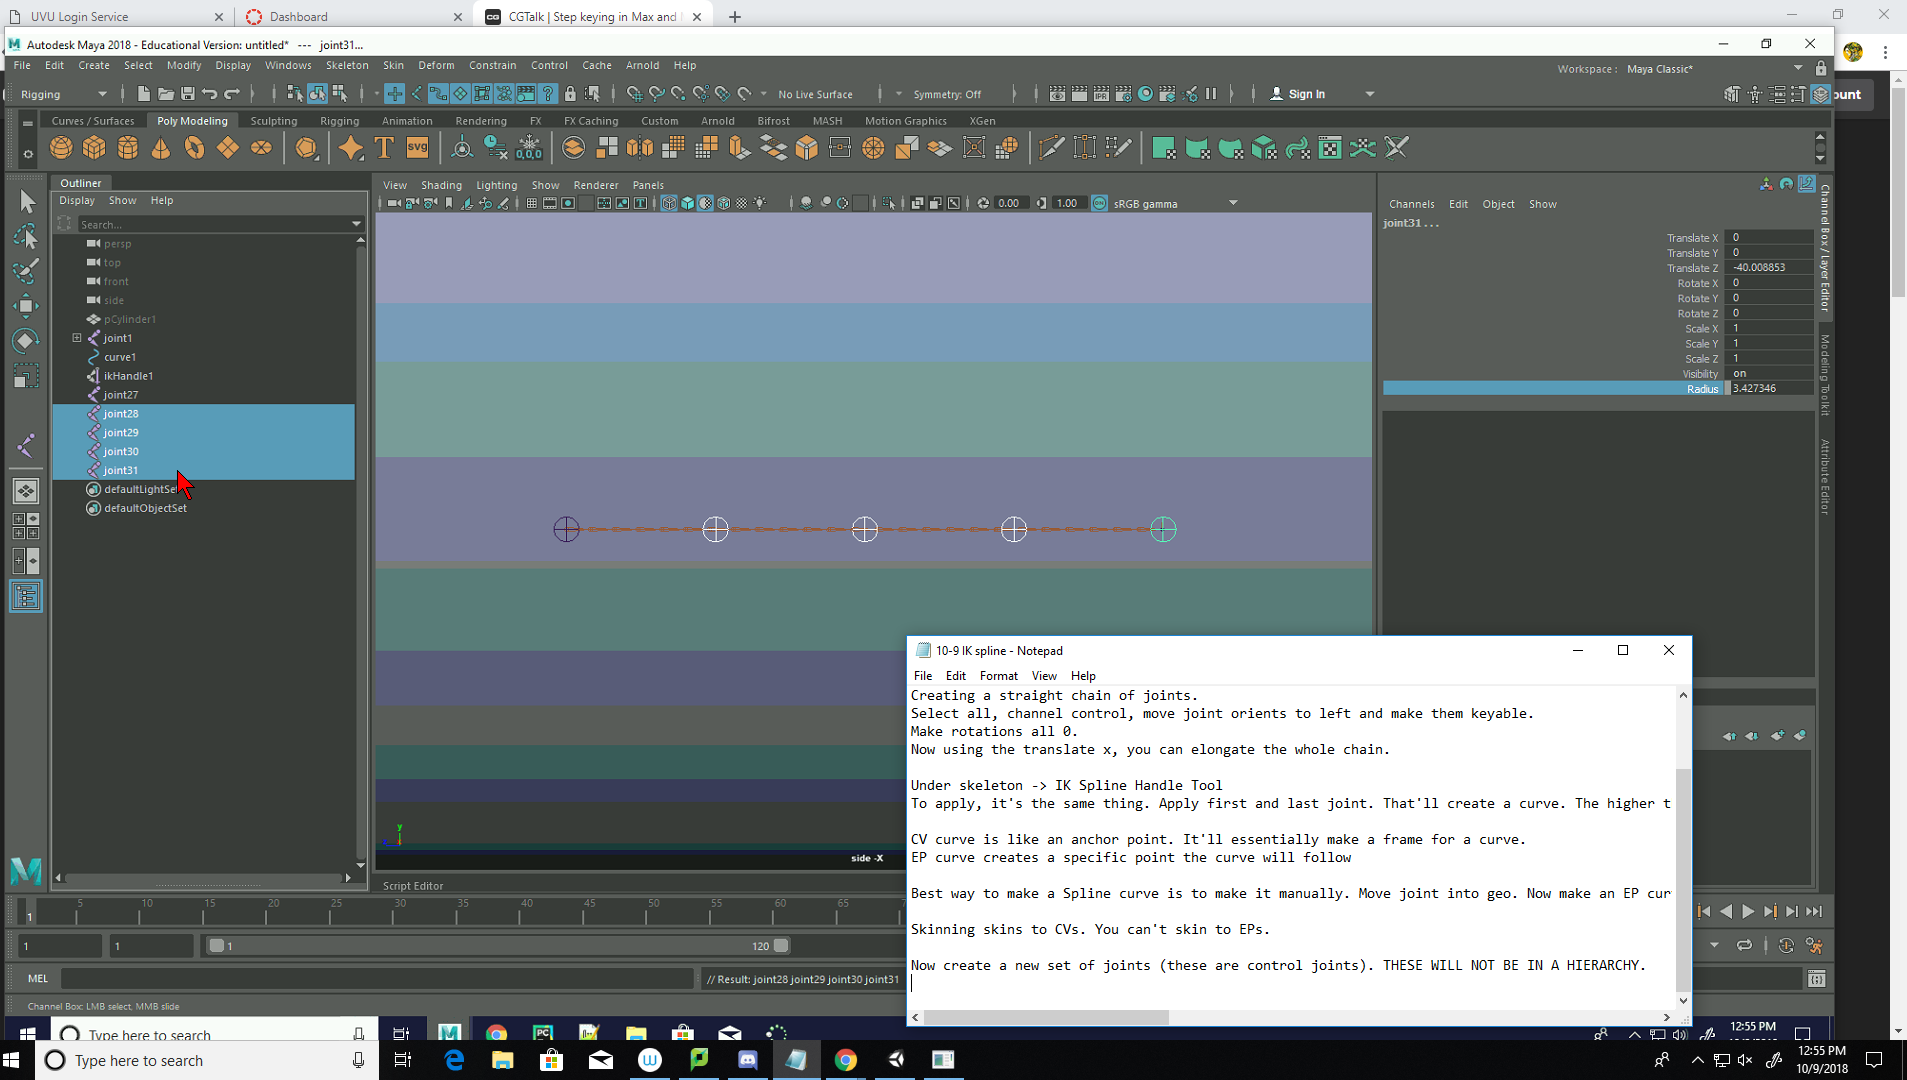 UVU Login Service
Dashboard
CGTalk | Step keying in Max and
Autodesk Maya 2018 - Educational Version: untitled* --- joint31...
File Edit Create Select Modify Display Windows Skeleton Skin Deform Constrain Control Cache Arnold Help
Workspace : Maya Classic*
Rigging
No Live Surface
Symmetry: Off
Sign In
ount
Curves / Surfaces Poly Modeling Sculpting Rigging Animation Rendering FX FX Caching Custom Arnold Bifrost MASH Motion Graphics XGen
T SVG 0,0,0
Outliner
Display Show Help
Search...
persp
top
front
side
pCylinder1
joint1
curve1
ikHandle1
joint27
joint28
joint29
joint30
joint31
defaultLightSe
defaultObjectSet
View Shading Lighting Show Renderer Panels
0.00 1.00 sRGB gamma
y
side -X
Script Editor
Channels Edit Object Show
joint31 . . .
Translate X 0
Translate Y 0
Translate Z -40.008853
Rotate X 0
Rotate Y 0
Rotate Z 0
Scale X 1
Scale Y 1
Scale Z 1
Visibility on
Radius 3.427346
Channel Box / Layer Editor
Modeling Toolkit
Attribute Editor
10-9 IK spline - Notepad
File Edit Format View Help
Creating a straight chain of joints.
Select all, channel control, move joint orients to left and make them keyable.
Make rotations all 0.
Now using the translate x, you can elongate the whole chain.
Under skeleton -> IK Spline Handle Tool
To apply, it's the same thing. Apply first and last joint. That'll create a curve. The higher t
CV curve is like an anchor point. It'll essentially make a frame for a curve.
EP curve creates a specific point the curve will follow
Best way to make a Spline curve is to make it manually. Move joint into geo. Now make an EP cur
Skinning skins to CVs. You can't skin to EPs.
Now create a new set of joints (these are control joints). THESE WILL NOT BE IN A HIERARCHY.
1 5 10 15 20 25 30 35 40 45 50 55 60 65
1 1 1 120
MEL
// Result: joint28 joint29 joint30 joint31
Channel Box: LMB select, MMB slide
Type here to search
12:55 PM
Type here to search
12:55 PM
10/9/2018